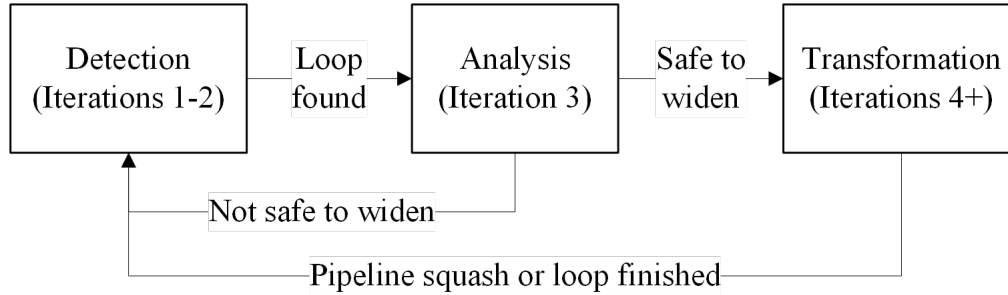 Detection
(Iterations 1-2)
Loop
found
Analysis
(Iteration 3)
Safe to
widen
Transformation
(Iterations 4+)
Not safe to widen
Pipeline squash or loop finished